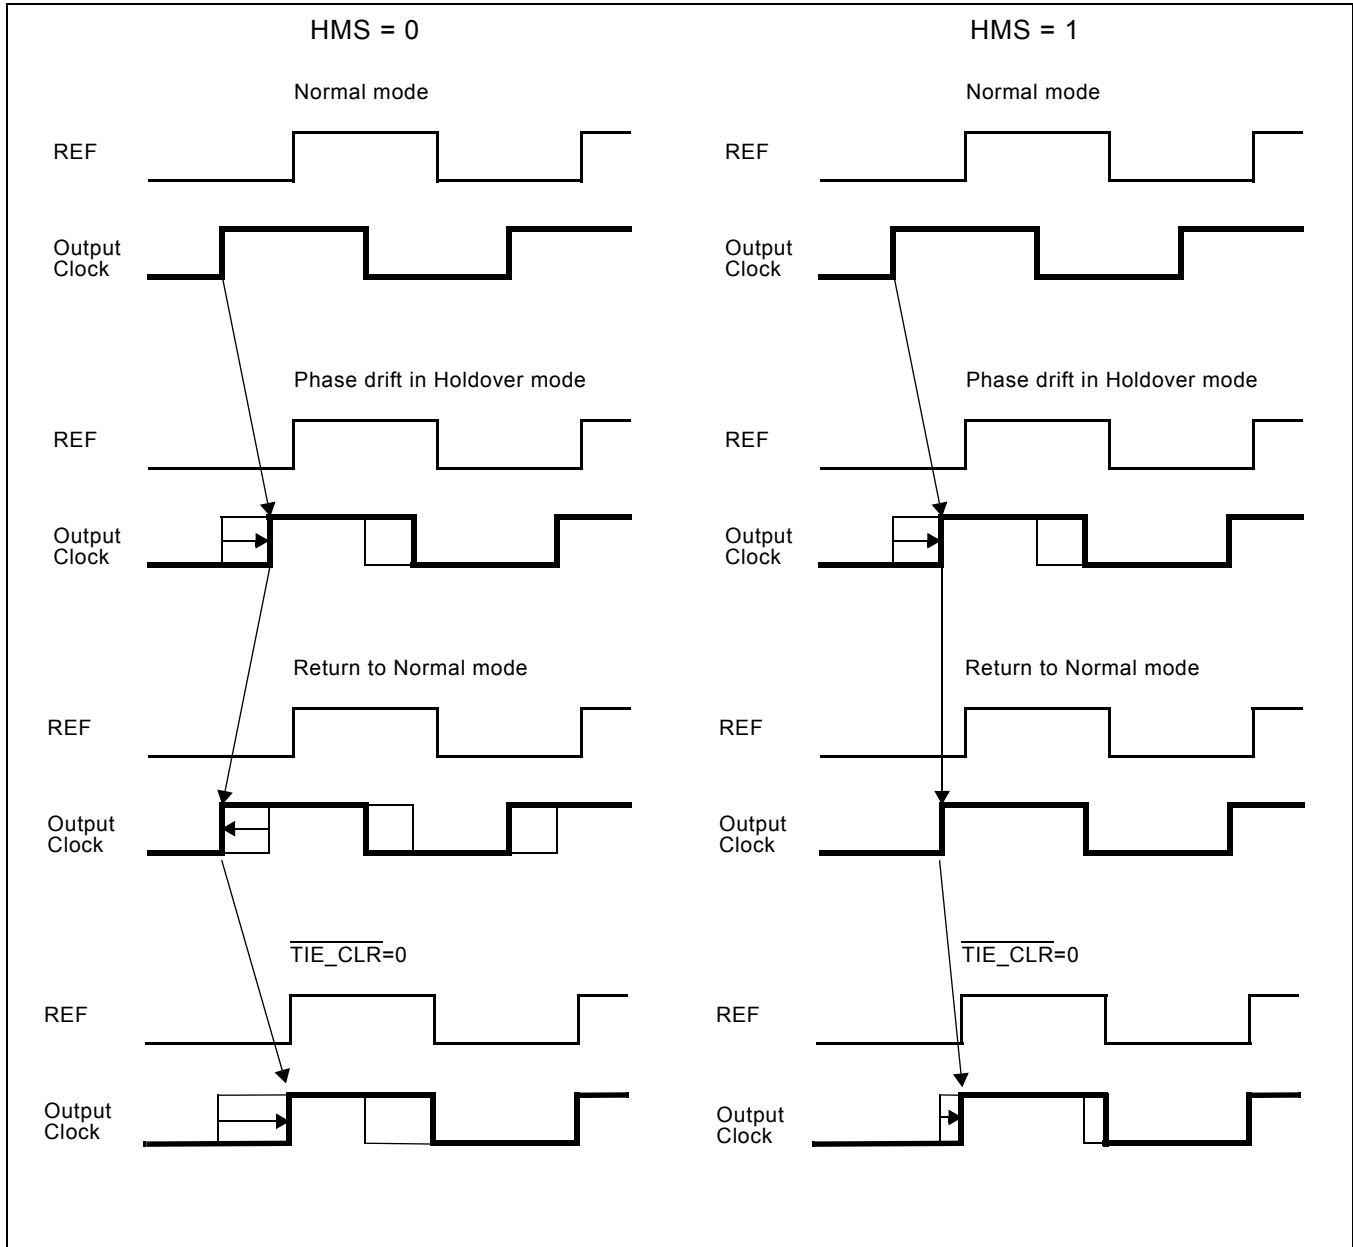 HMS = 0
Normal mode
REF
Output
Clock
Phase drift in Holdover mode
REF
Output
Clock
Return to Normal mode
REF
Output
Clock
TIE_CLR=0
REF
Output
Clock
HMS = 1
Normal mode
REF
Output
Clock
Phase drift in Holdover mode
REF
Output
Clock
Return to Normal mode
REF
Output
Clock
TIE_CLR=0
REF
Output
Clock